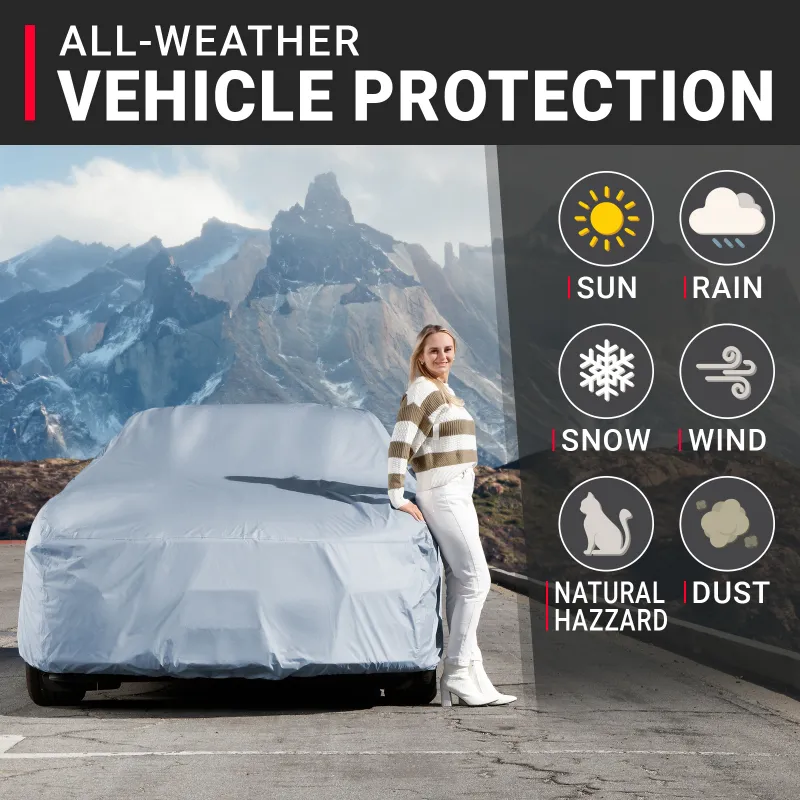 ALL-WEATHER
VEHICLE PROTECTION
SUN
RAIN
SNOW
WIND
NATURAL
HAZZARD
DUST